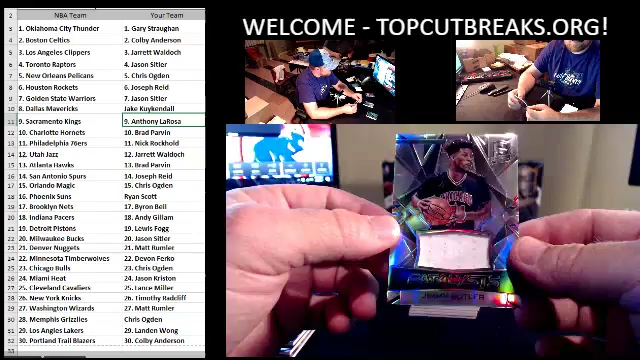 WELCOME - TOPCUTBREAKS.ORG!
NBA Team Your Team
1. Oklahoma City Thunder 1. Gary Straughan
2. Boston Celtics 2. Colby Anderson
3. Los Angeles Clippers 3. Jarrett Waldoch
4. Toronto Raptors 4. Jason Sitler
5. New Orleans Pelicans 5. Chris Ogden
6. Houston Rockets 6. Joseph Reid
7. Golden State Warriors 7. Jason Sitler
8. Dallas Mavericks Jake Kuykendall
9. Sacramento Kings 9. Anthony LaRosa
10. Charlotte Hornets 10. Brad Parvin
11. Philadelphia 76ers 11. Nick Rockhold
12. Utah Jazz 12. Jarrett Waldoch
13. Atlanta Hawks 13. Brad Parvin
14. San Antonio Spurs 14. Joseph Reid
15. Orlando Magic 15. Chris Ogden
16. Phoenix Suns Ryan Scott
17. Brooklyn Nets 17. Byron Bell
18. Indiana Pacers 18. Andy Gillam
19. Detroit Pistons 19. Lewis Fogg
20. Milwaukee Bucks 20. Jason Sitler
21. Denver Nuggets 21. Matt Rumler
22. Minnesota Timberwolves 22. Devon Ferko
23. Chicago Bulls 23. Chris Ogden
24. Miami Heat 24. Jason Kriston
25. Cleveland Cavaliers 25. Lance Miller
26. New York Knicks 26. Timothy Radcliff
27. Washington Wizards 27. Matt Rumler
28. Memphis Grizzlies Chris Ogden
29. Los Angeles Lakers 29. Landen Wong
30. Portland Trail Blazers 30. Colby Anderson
JIMMY BUTLER